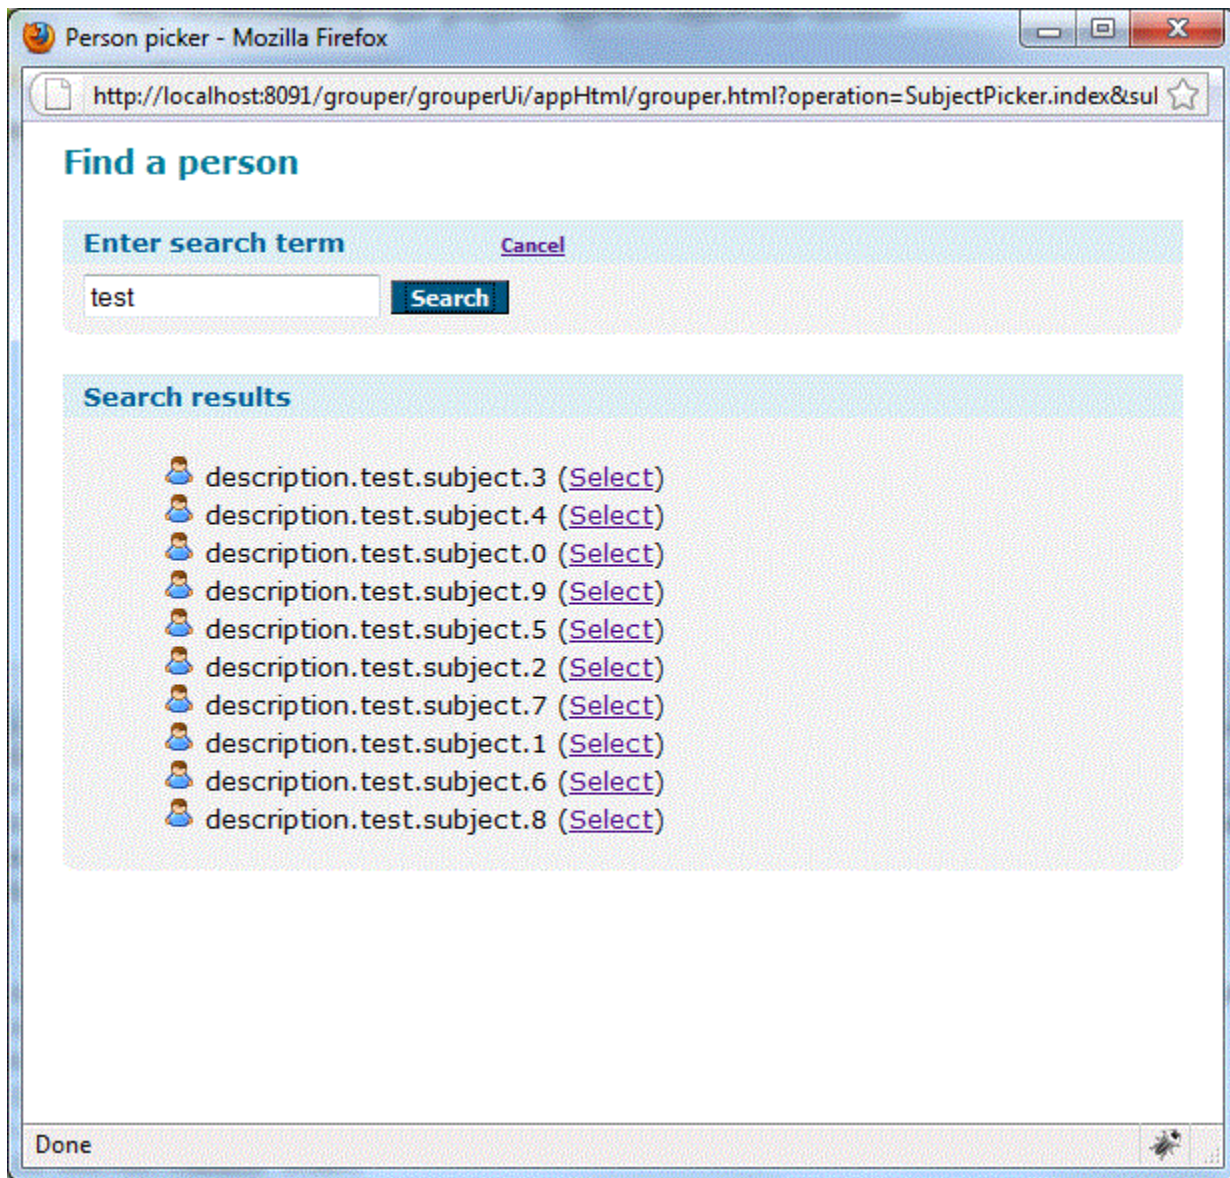 Person picker - Mozilla Firefox
http://localhost:8091/grouper/grouperUi/appHtml/grouper.html?operation=SubjectPicker.index&sul
Find a person
Enter search term Cancel
test Search
Search results
description.test.subject.3 (Select)
description.test.subject.4 (Select)
description.test.subject.0 (Select)
description.test.subject.9 (Select)
description.test.subject.5 (Select)
description.test.subject.2 (Select)
description.test.subject.7 (Select)
description.test.subject.1 (Select)
description.test.subject.6 (Select)
description.test.subject.8 (Select)
Done